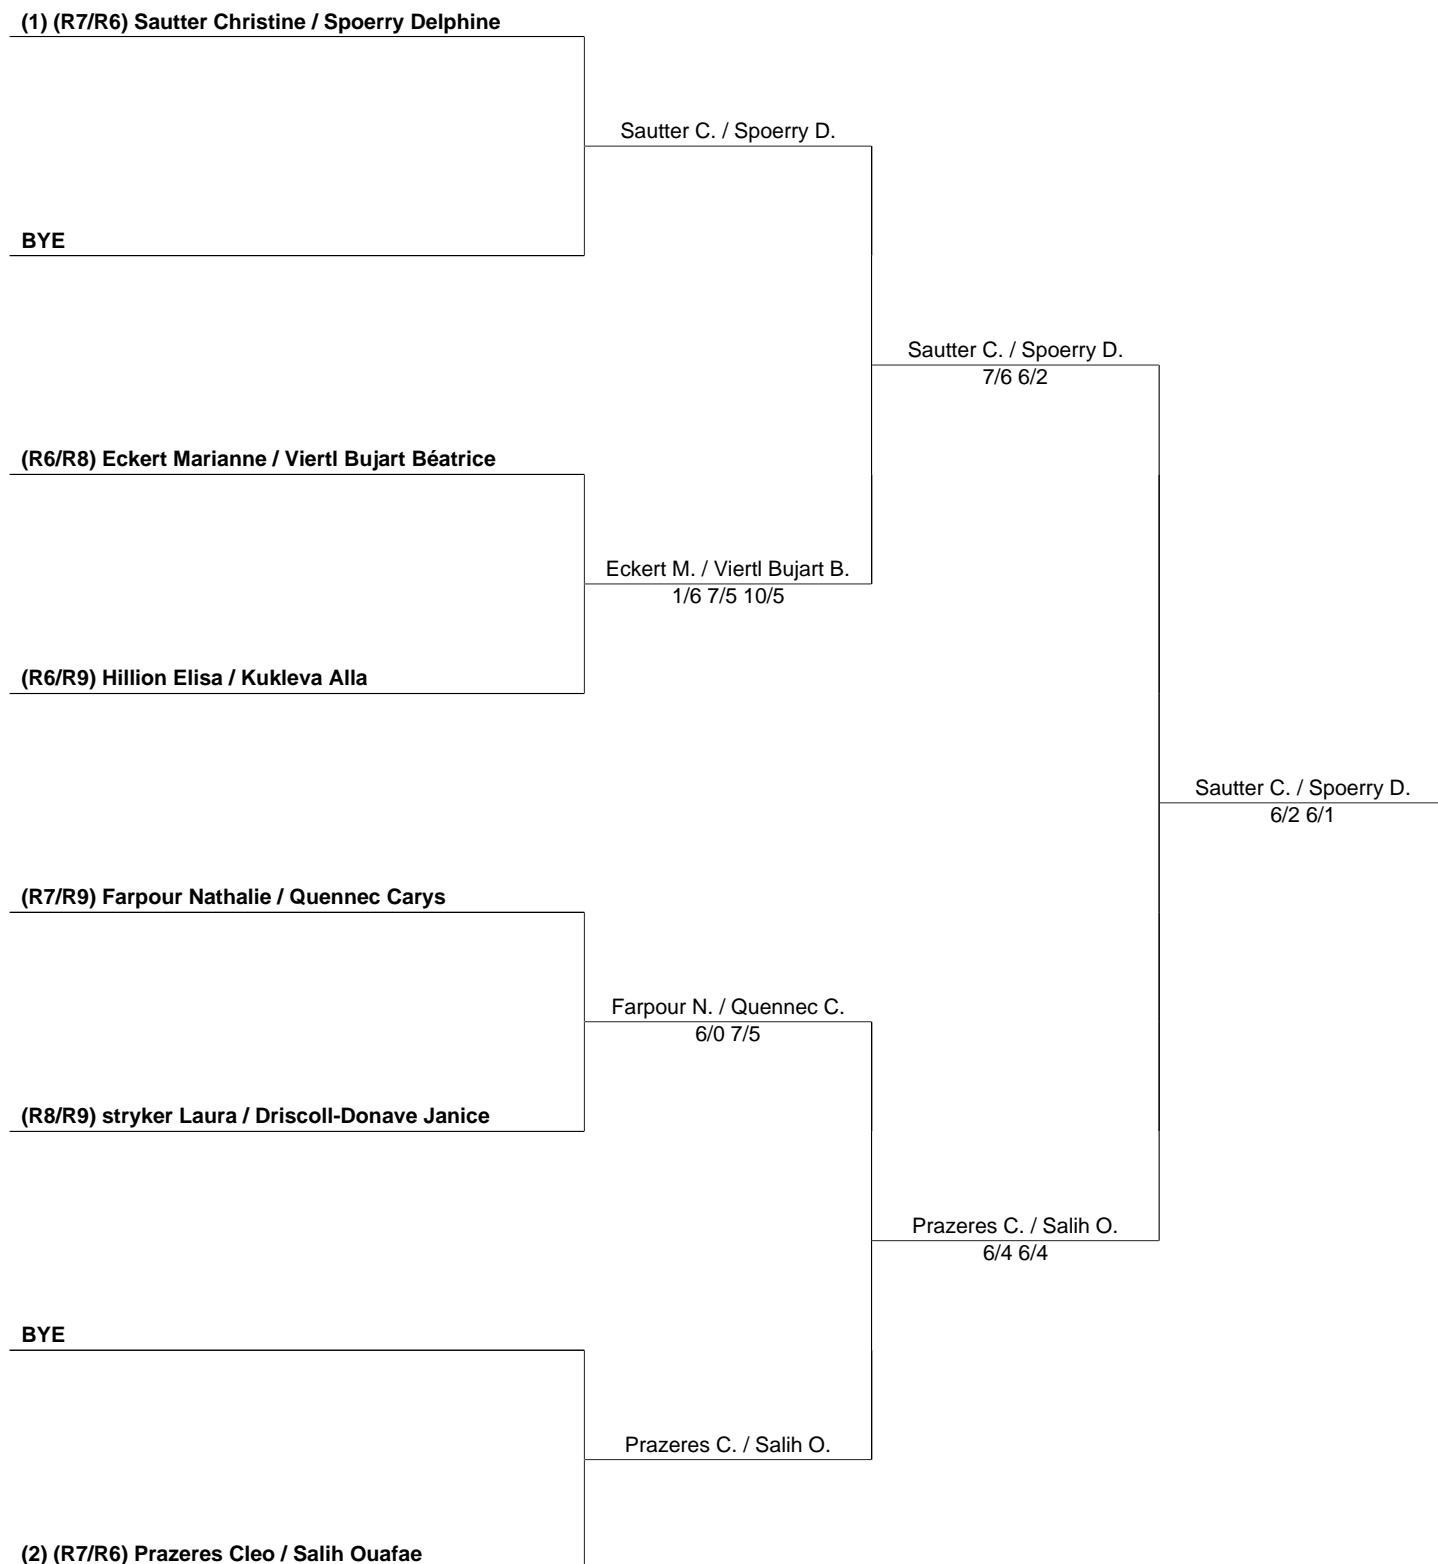 (1) (R7/R6) Sautter Christine / Spoerry Delphine
Sautter C. / Spoerry D.
BYE
Sautter C. / Spoerry D.
7/6 6/2
(R6/R8) Eckert Marianne / Viertl Bujart Béatrice
Eckert M. / Viertl Bujart B.
1/6 7/5 10/5
(R6/R9) Hillion Elisa / Kukleva Alla
Sautter C. / Spoerry D.
6/2 6/1
(R7/R9) Farpour Nathalie / Quennec Carys
Farpour N. / Quennec C.
6/0 7/5
(R8/R9) stryker Laura / Driscoll-Donave Janice
Prazeres C. / Salih O.
6/4 6/4
BYE
Prazeres C. / Salih O.
(2) (R7/R6) Prazeres Cleo / Salih Ouafae